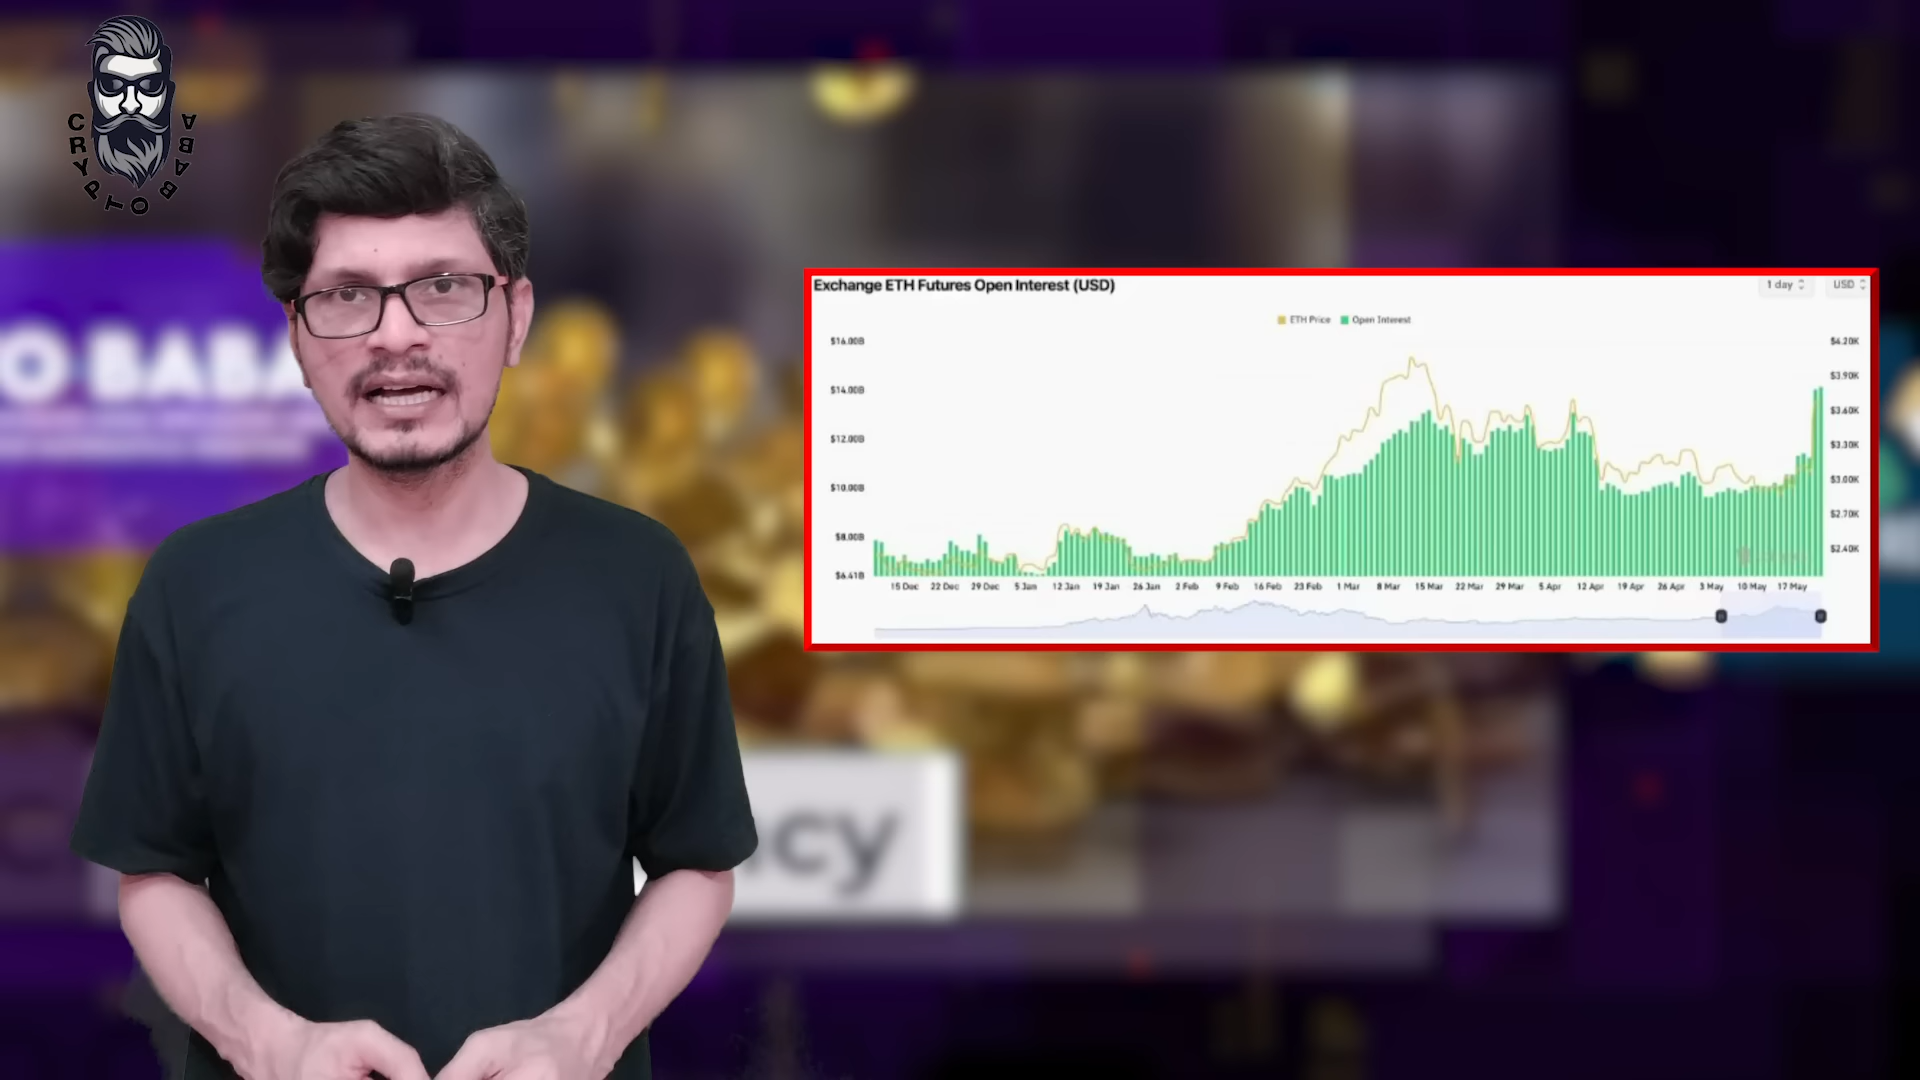 CRYPTO BABA
O BABA
Exchange ETH Futures Open Interest (USD)
1 day
USD
ETH Price
Open Interest
$16.00B
$14.00B
$12.00B
$10.00B
$8.00B
$6.41B
$4.20K
$3.90K
$3.60K
$3.30K
$3.00K
$2.70K
$2.40K
15 Dec 22 Dec 29 Dec 5 Jan 12 Jan 19 Jan 26 Jan 2 Feb 9 Feb 16 Feb 23 Feb 1 Mar 8 Mar 15 Mar 22 Mar 29 Mar 5 Apr 12 Apr 19 Apr 26 Apr 3 May 10 May 17 May
ncy